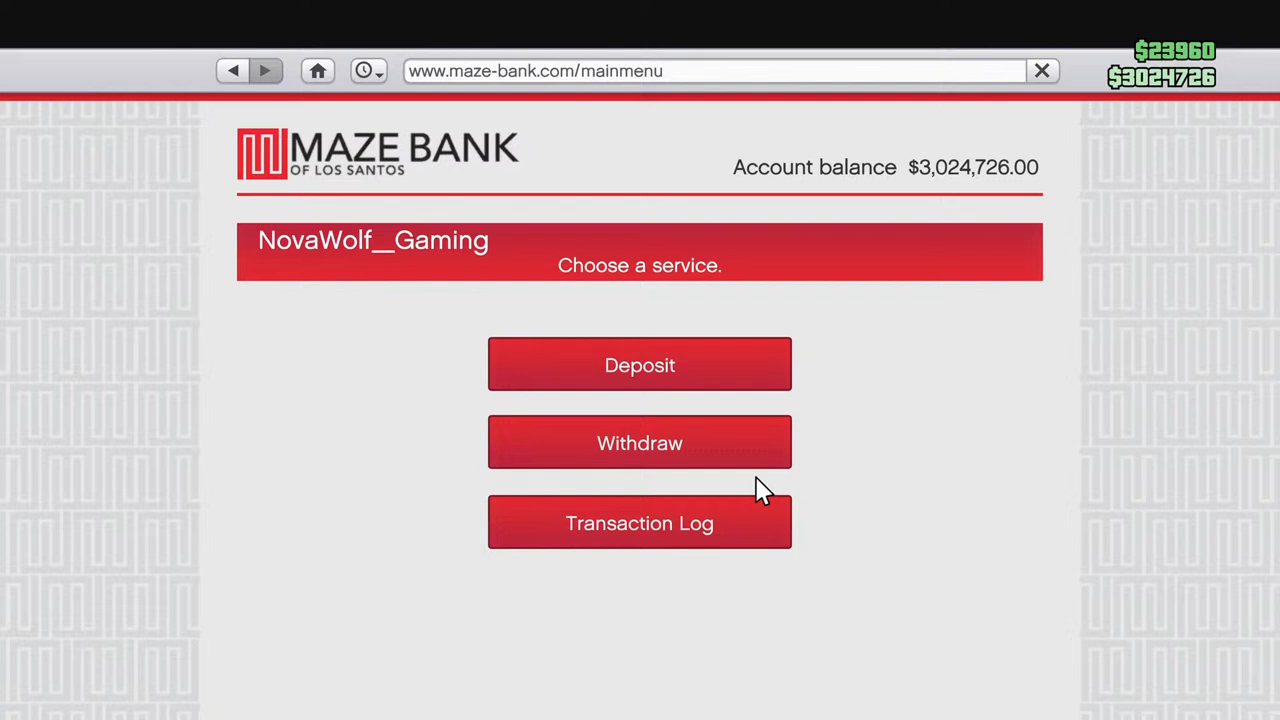 $23960
www.maze-bank.com/mainmenu
$3024726
MAZE BANK
OF LOS SANTOS
Account balance $3,024,726.00
NovaWolf__Gaming
Choose a service.
Deposit
Withdraw
Transaction Log